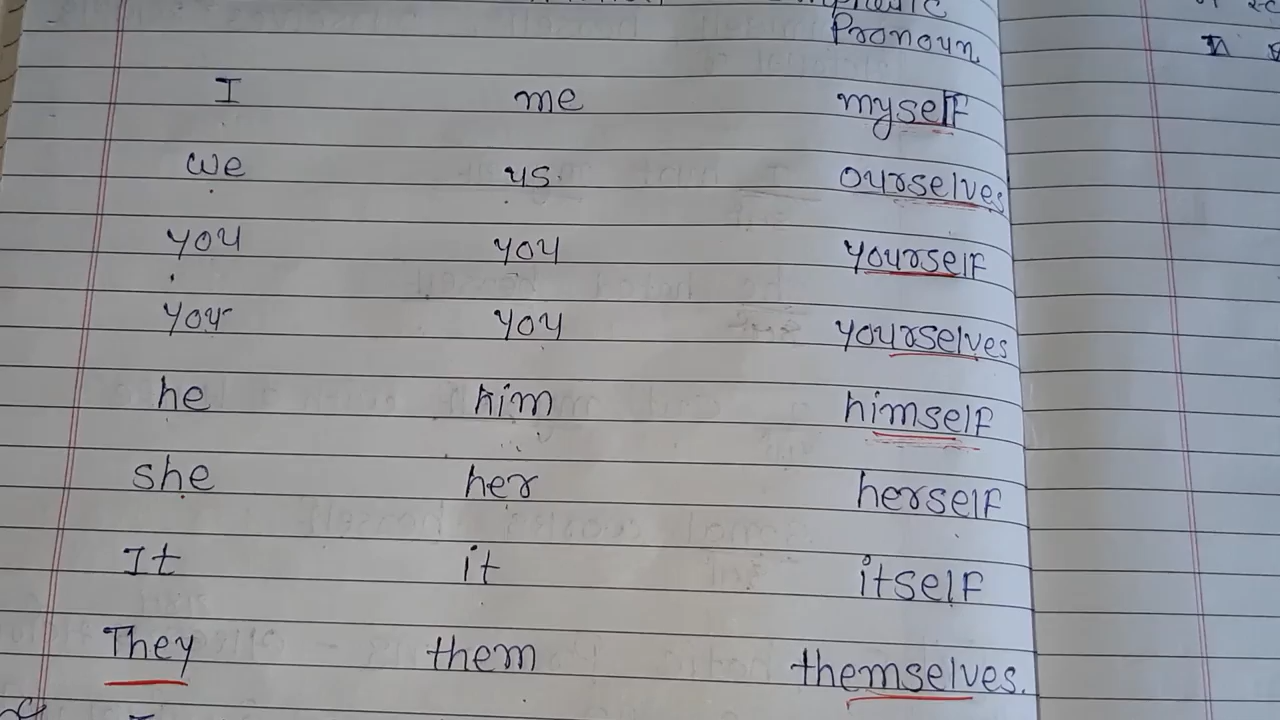 Pronoun
I me myself
we us ourselves
you you yourself
you you yourselves
he him himself
she her herself
It it itself
They them themselves.